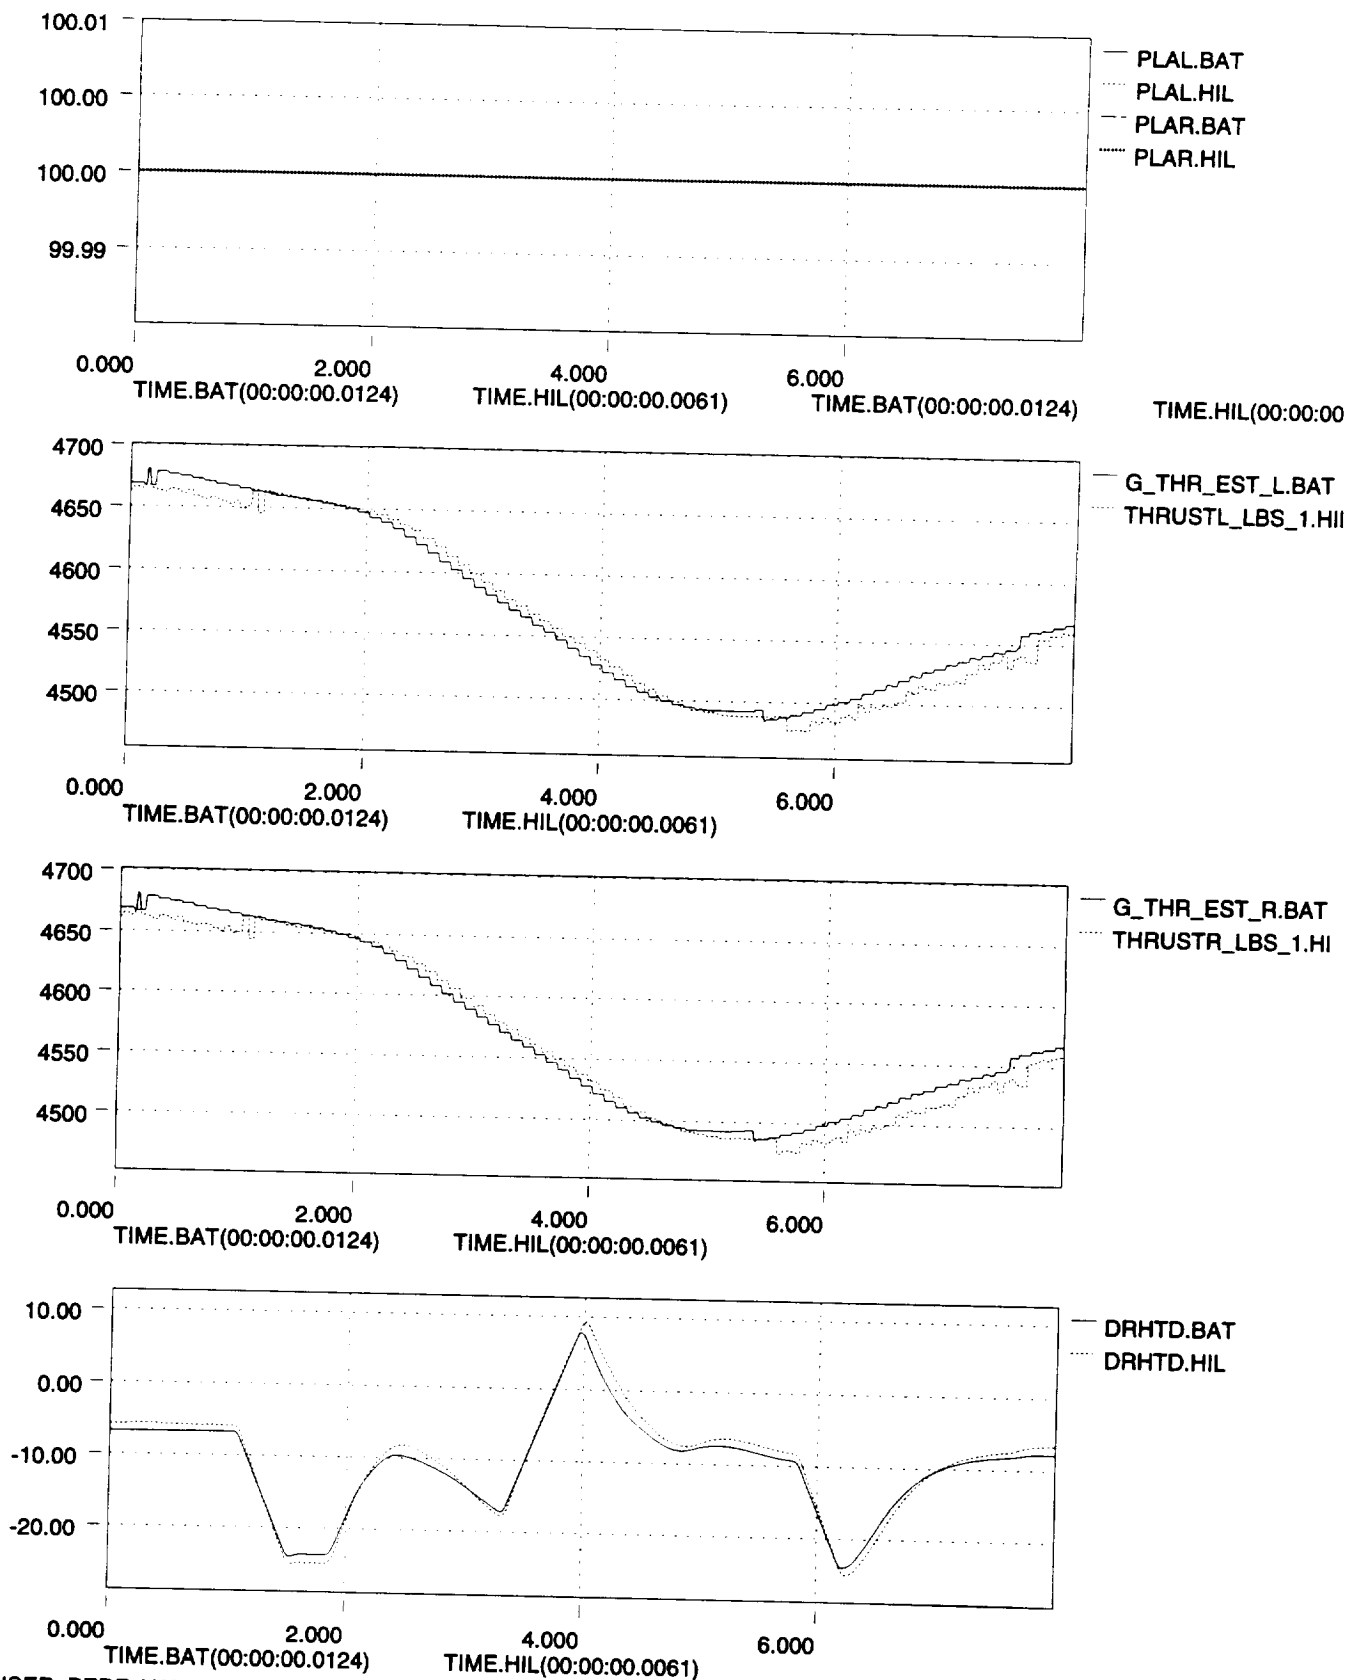 100.01
100.00
100.00
99.99
PLAL.BAT
PLAL.HIL
PLAR.BAT
PLAR.HIL
0.000 2.000 4.000 6.000
TIME.BAT(00:00:00.0124) TIME.HIL(00:00:00.0061) TIME.BAT(00:00:00.0124) TIME.HIL(00:00:00
4700
4650
4600
4550
4500
G_THR_EST_L.BAT
THRUSTL_LBS_1.HII
0.000 2.000 4.000 6.000
TIME.BAT(00:00:00.0124) TIME.HIL(00:00:00.0061)
4700
4650
4600
4550
4500
G_THR_EST_R.BAT
THRUSTR_LBS_1.HI
0.000 2.000 4.000 6.000
TIME.BAT(00:00:00.0124) TIME.HIL(00:00:00.0061)
10.00
0.00
-10.00
-20.00
DRHTD.BAT
DRHTD.HIL
0.000 2.000 4.000 6.000
TIME.BAT(00:00:00.0124) TIME.HIL(00:00:00.0061)